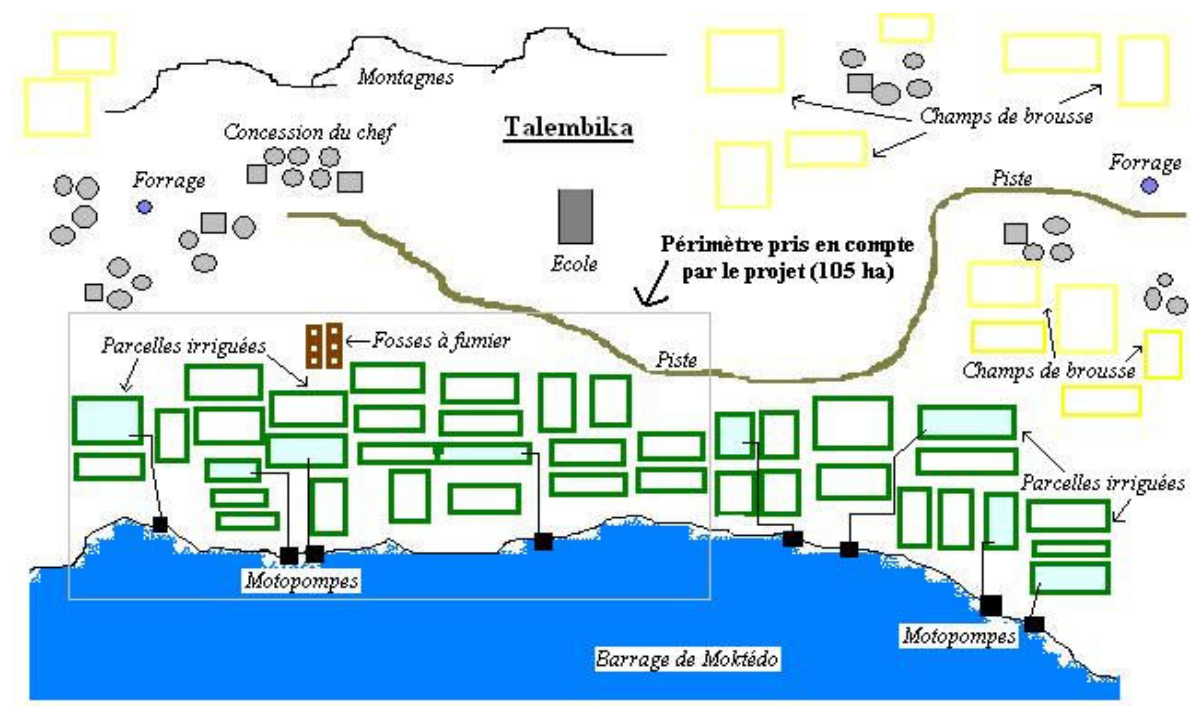 Montagnes
Talembika
Concession du chef
Champs de brousse
Forrage
Forrage
Piste
Ecole
Périmètre pris en compte
par le projet (105 ha)
Parcelles irriguées
Fosses à fumier
Piste
Champs de brousse
Parcelles irriguées
Motopompes
Motopompes
Barrage de Moktédo